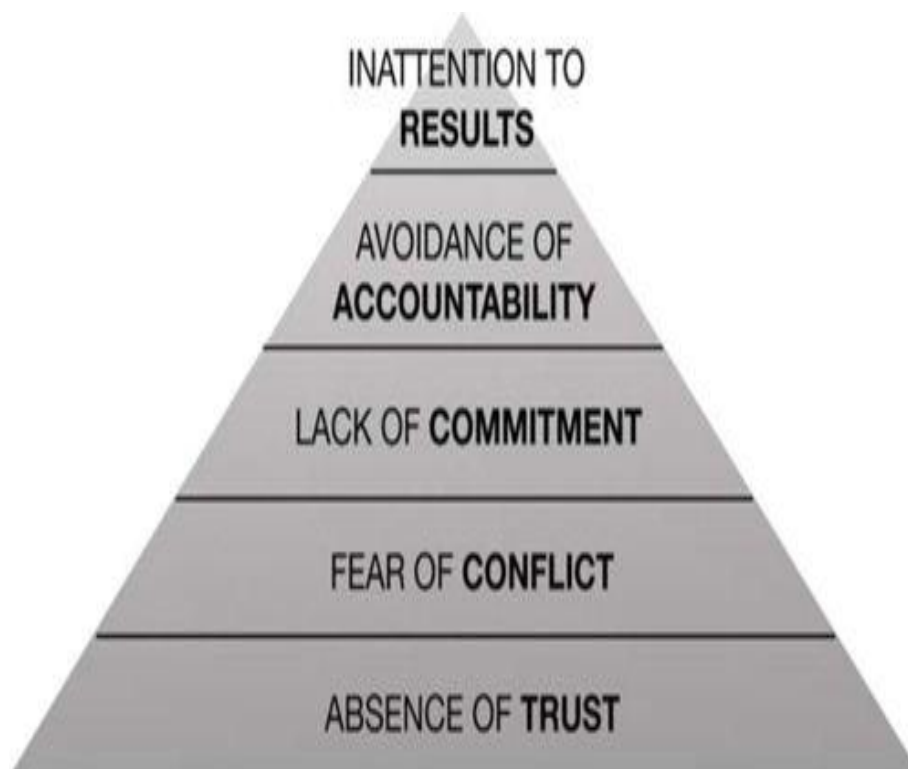 INATTENTION TO
RESULTS
AVOIDANCE OF
ACCOUNTABILITY
LACK OF COMMITMENT
FEAR OF CONFLICT
ABSENCE OF TRUST